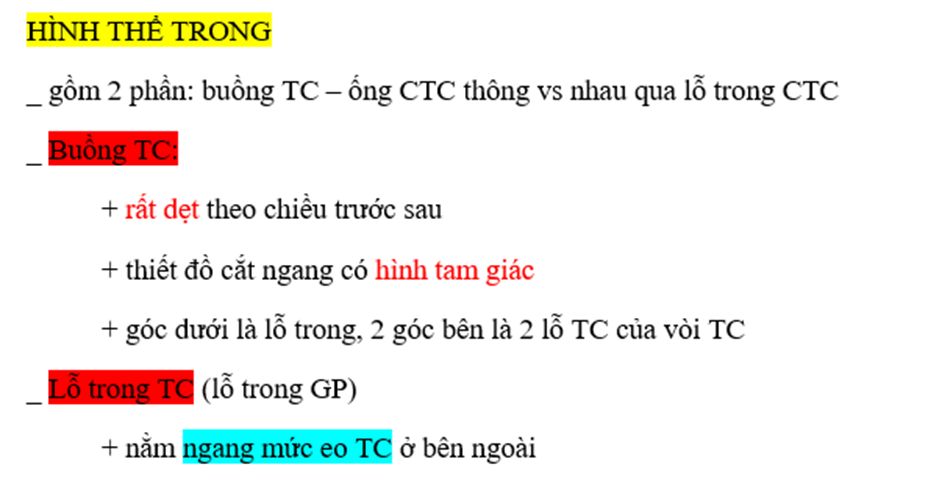 HÌNH THỂ TRONG
_ gồm 2 phần: buồng TC – ống CTC thông vs nhau qua lỗ trong CTC
_ Buồng TC:
+ rất dẹt theo chiều trước sau
+ thiết đồ cắt ngang có hình tam giác
+ góc dưới là lỗ trong, 2 góc bên là 2 lỗ TC của vòi TC
_ Lỗ trong TC (lỗ trong GP)
+ nằm ngang mức eo TC ở bên ngoài